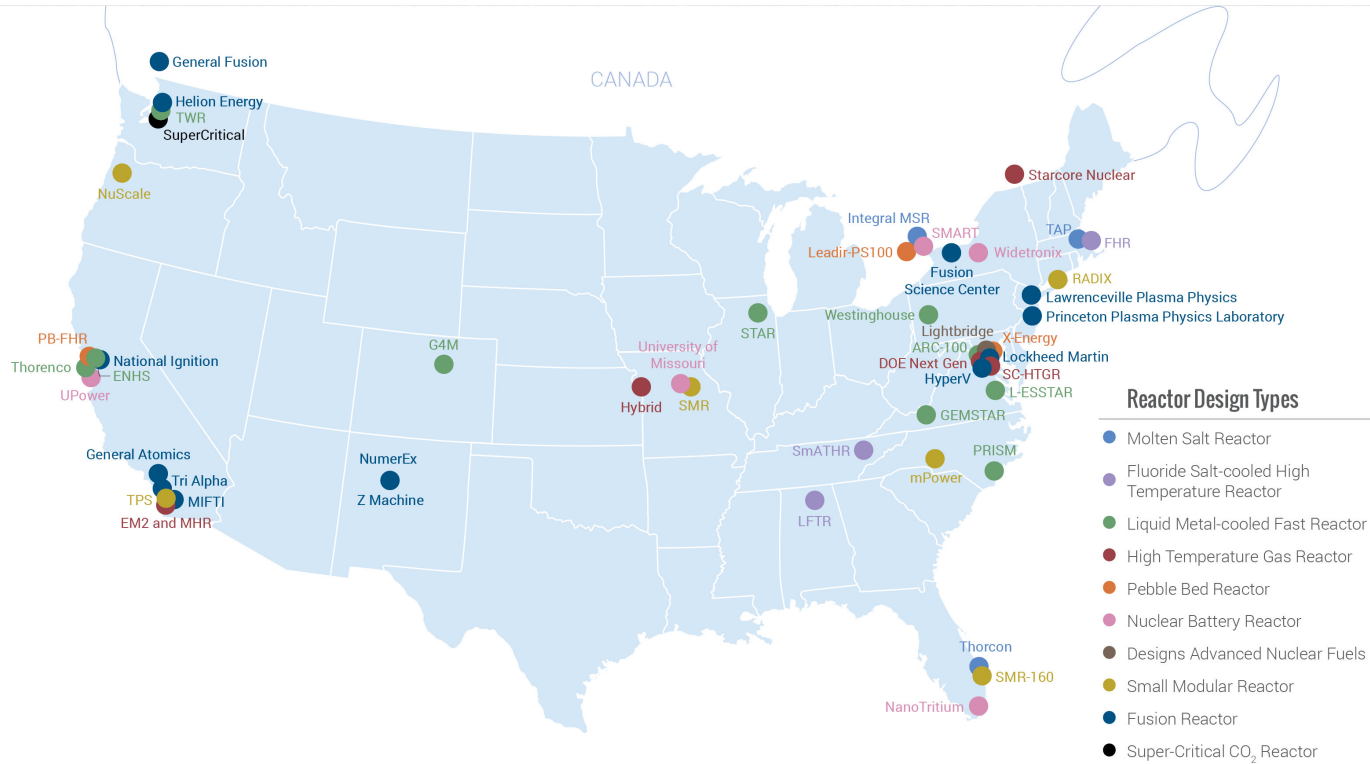 CANADA
General Fusion
Helion Energy
TWR
SuperCritical
NuScale
Starcore Nuclear
Integral MSR
SMART
Leadir-PS100
Widetronix
Fusion
Science Center
TAP
FHR
RADIX
Lawrenceville Plasma Physics
Princeton Plasma Physics Laboratory
Westinghouse
STAR
Lightbridge
X-Energy
ARC-100
Lockheed Martin
DOE Next Gen
SC-HTGR
HyperV
L-ESSTAR
PB-FHR
National Ignition
Thorenco
ENHS
UPower
G4M
University of
Missouri
Hybrid
SMR
GEMSTAR
SmATHR
PRISM
mPower
LFTR
General Atomics
Tri Alpha
TPS
MIFTI
EM2 and MHR
NumerEx
Z Machine
Thorcon
SMR-160
NanoTritium
Reactor Design Types
Molten Salt Reactor
Fluoride Salt-cooled High
Temperature Reactor
Liquid Metal-cooled Fast Reactor
High Temperature Gas Reactor
Pebble Bed Reactor
Nuclear Battery Reactor
Designs Advanced Nuclear Fuels
Small Modular Reactor
Fusion Reactor
Super-Critical CO₂ Reactor